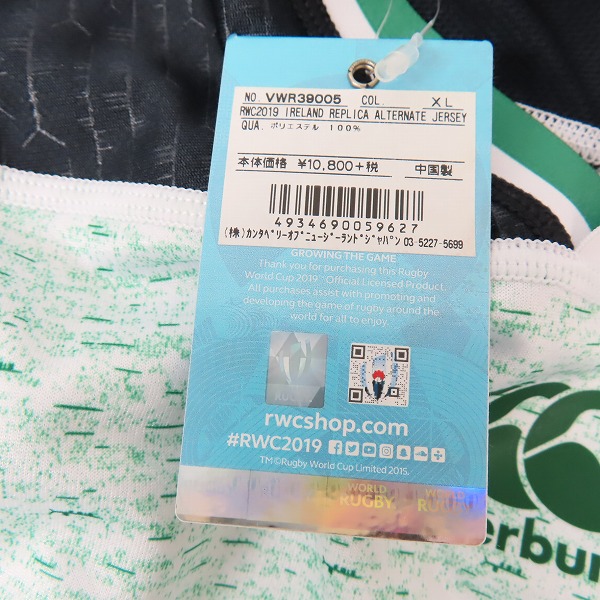 NO. VWR39005 COL. XL
RWC2019 IRELAND REPLICA ALTERNATE JERSEY
QUA. ポリエステル 100%
本体価格 ¥10,800+税 中国製
4934690059627
(株)カンタベリーオブニュージーランドジャパン 03-5227-5699
GROWING THE GAME
Thank you for purchasing this Rugby
World Cup 2019™ Official Licensed Product.
All purchases assist with promoting and
developing the game of rugby around the
world for all to enjoy.
RUGBY
rwcshop.com
#RWC2019
TM©Rugby World Cup Limited 2015.
WORLD
RUGBY
erbur